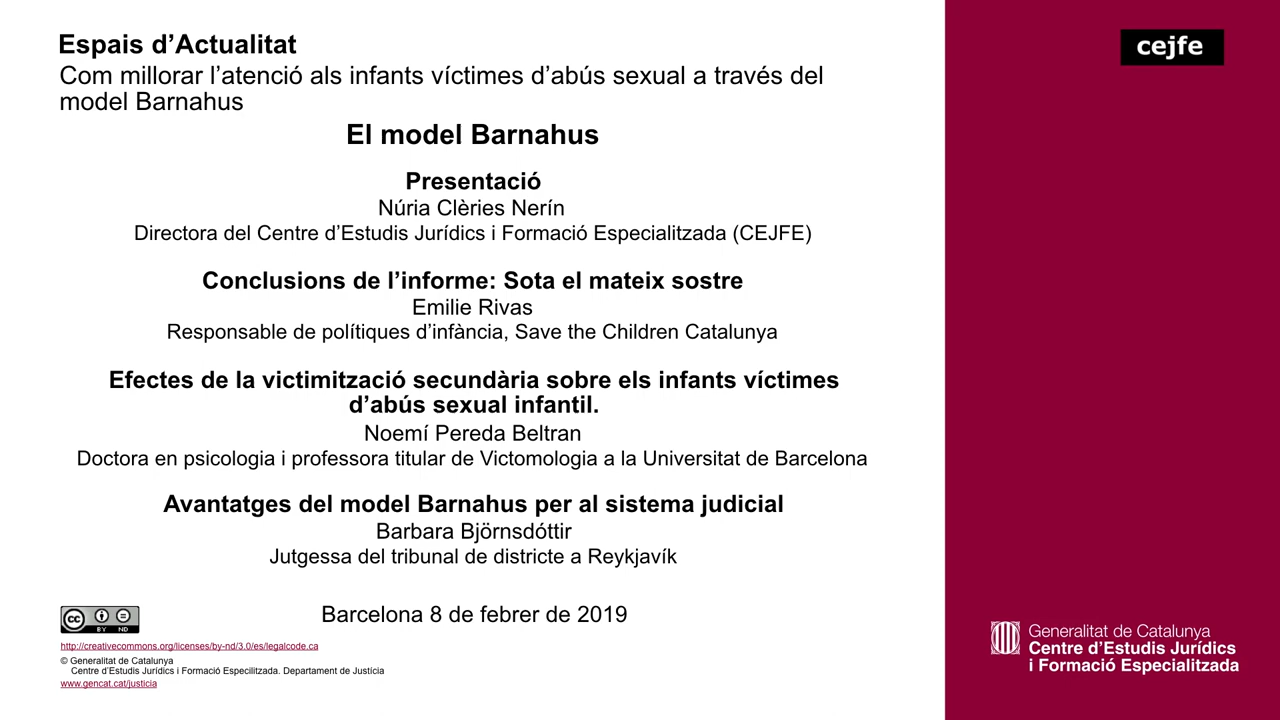 Espais d’Actualitat
Com millorar l’atenció als infants víctimes d’abús sexual a través del
model Barnahus
El model Barnahus
Presentació
Núria Clèries Nerín
Directora del Centre d’Estudis Jurídics i Formació Especialitzada (CEJFE)
Conclusions de l’informe: Sota el mateix sostre
Emilie Rivas
Responsable de polítiques d’infància, Save the Children Catalunya
Efectes de la victimització secundària sobre els infants víctimes
d’abús sexual infantil.
Noemí Pereda Beltran
Doctora en psicologia i professora titular de Victomologia a la Universitat de Barcelona
Avantatges del model Barnahus per al sistema judicial
Barbara Björnsdóttir
Jutgessa del tribunal de districte a Reykjavík
Barcelona 8 de febrer de 2019
cc BY ND
http://creativecommons.org/licenses/by-nd/3.0/es/legalcode.ca
© Generalitat de Catalunya
Centre d’Estudis Jurídics i Formació Especilitzada. Departament de Justícia
www.gencat.cat/justicia
cejfe
Generalitat de Catalunya
Centre d’Estudis Jurídics
i Formació Especialitzada